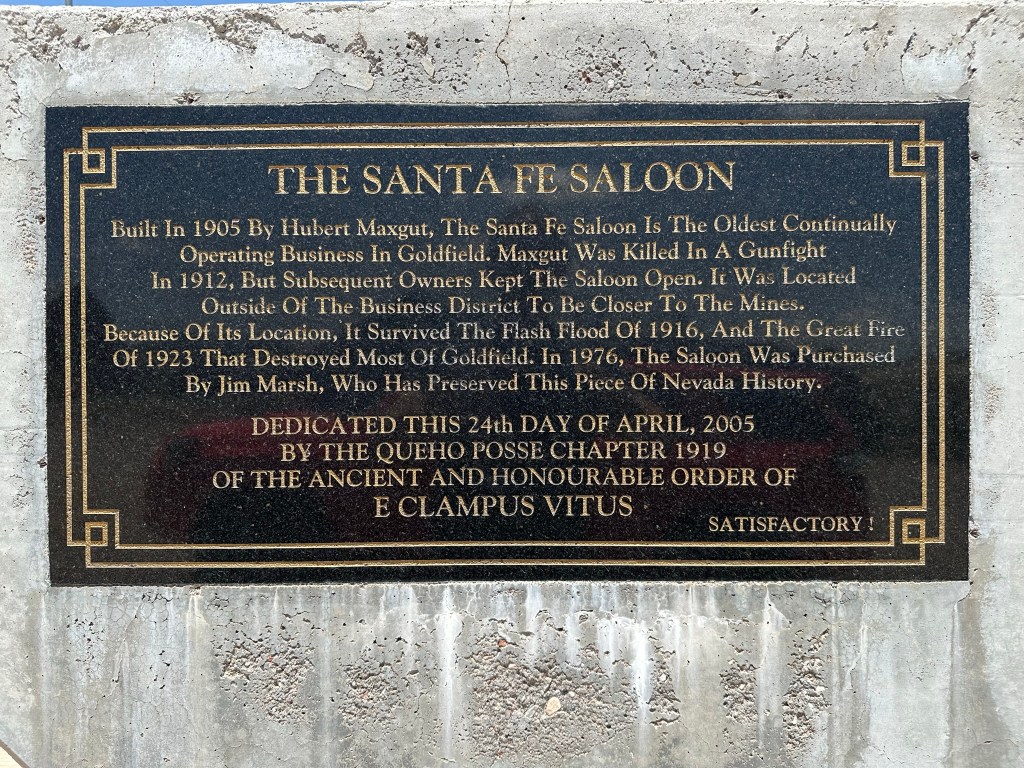 THE SANTA FE SALOON
Built In 1905 By Hubert Maxgut, The Santa Fe Saloon Is The Oldest Continually
Operating Business In Goldfield. Maxgut Was Killed In A Gunfight
In 1912, But Subsequent Owners Kept The Saloon Open. It Was Located
Outside Of The Business District To Be Closer To The Mines.
Because Of Its Location, It Survived The Flash Flood Of 1916, And The Great Fire
Of 1923 That Destroyed Most Of Goldfield. In 1976, The Saloon Was Purchased
By Jim Marsh, Who Has Preserved This Piece Of Nevada History.
DEDICATED THIS 24th DAY OF APRIL, 2005
BY THE QUEHO POSSE CHAPTER 1919
OF THE ANCIENT AND HONOURABLE ORDER OF
E CLAMPUS VITUS
SATISFACTORY !